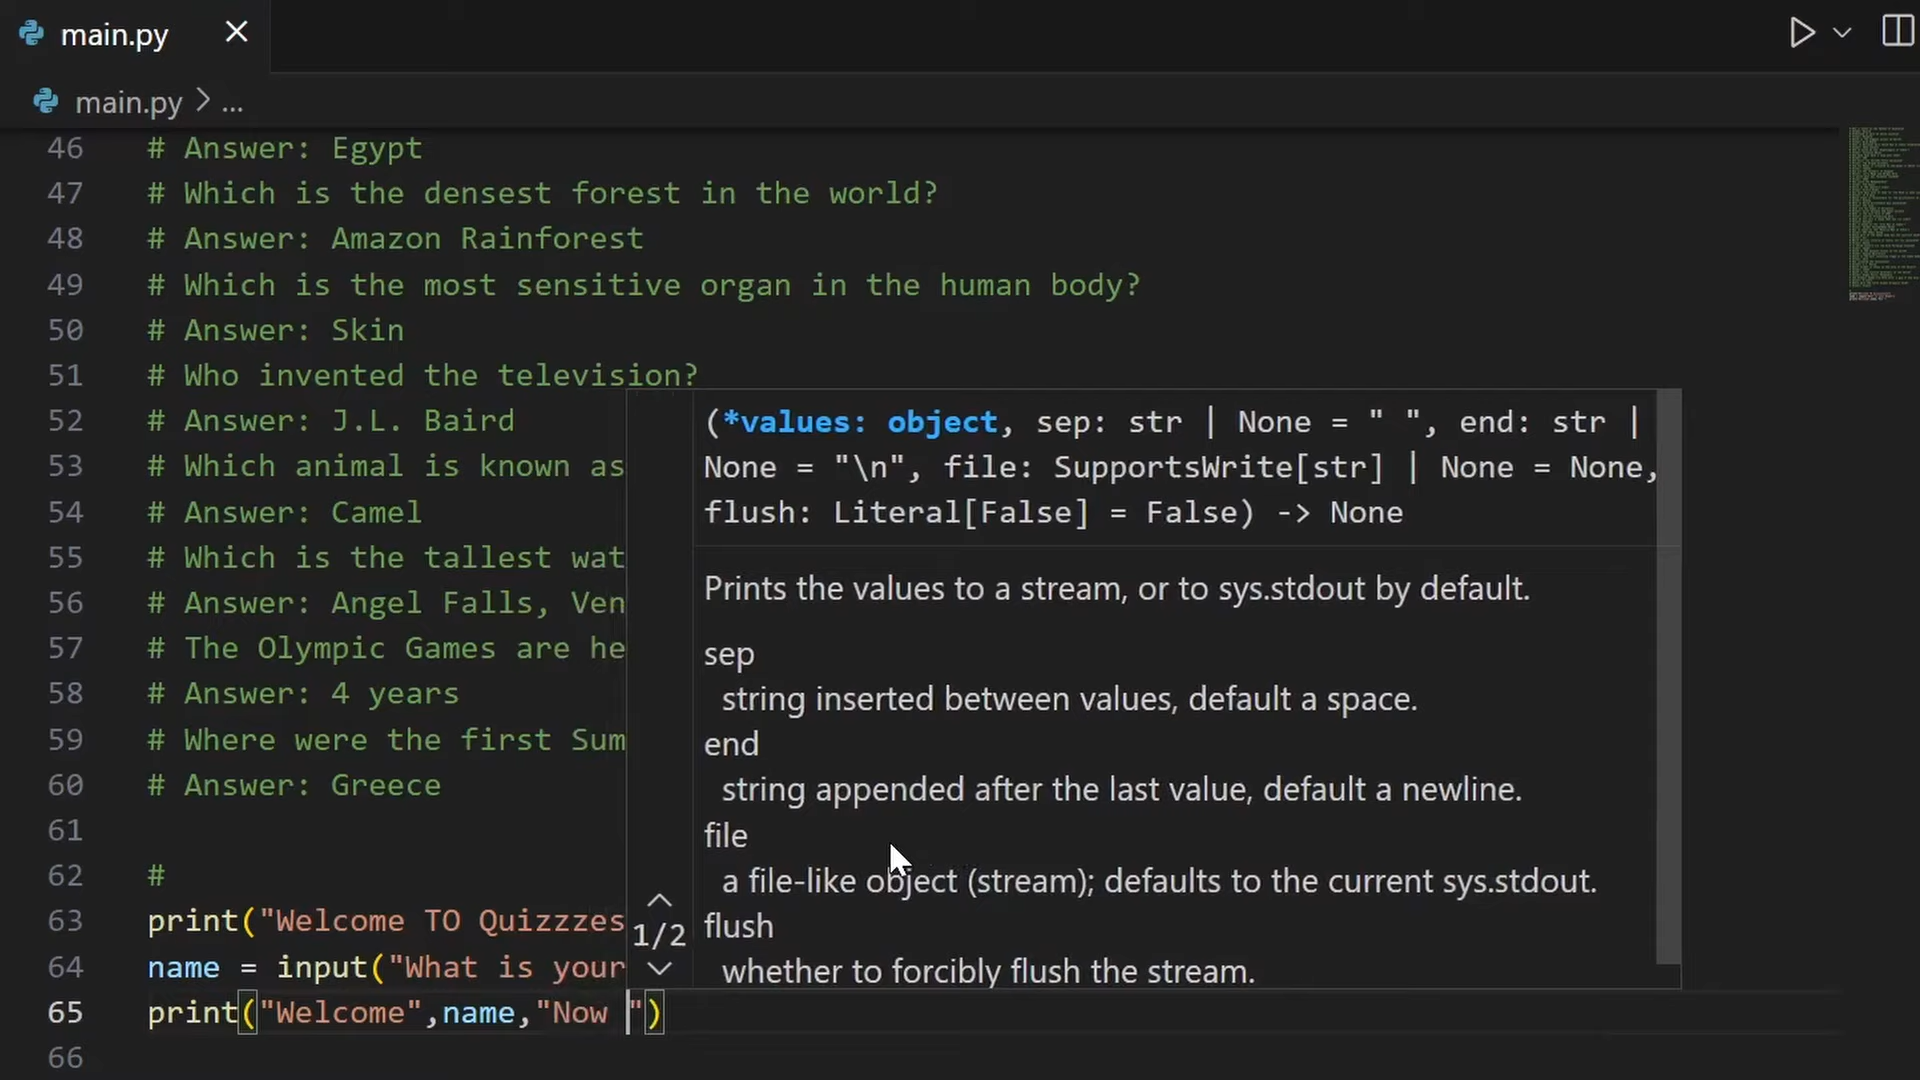 main.py
main.py > ...
46 # Answer: Egypt
47 # Which is the densest forest in the world?
48 # Answer: Amazon Rainforest
49 # Which is the most sensitive organ in the human body?
50 # Answer: Skin
51 # Who invented the television?
52 # Answer: J.L. Baird
53 # Which animal is known as
54 # Answer: Camel
55 # Which is the tallest wat
56 # Answer: Angel Falls, Ven
57 # The Olympic Games are he
58 # Answer: 4 years
59 # Where were the first Sum
60 # Answer: Greece
61
62 #
63 print("Welcome TO Quizzzes
64 name = input("What is your
65 print("Welcome",name,"Now ")
66
(*values: object, sep: str | None = " ", end: str |
None = "\n", file: SupportsWrite[str] | None = None,
flush: Literal[False] = False) -> None
Prints the values to a stream, or to sys.stdout by default.
sep
string inserted between values, default a space.
end
string appended after the last value, default a newline.
file
a file-like object (stream); defaults to the current sys.stdout.
flush
whether to forcibly flush the stream.
1/2